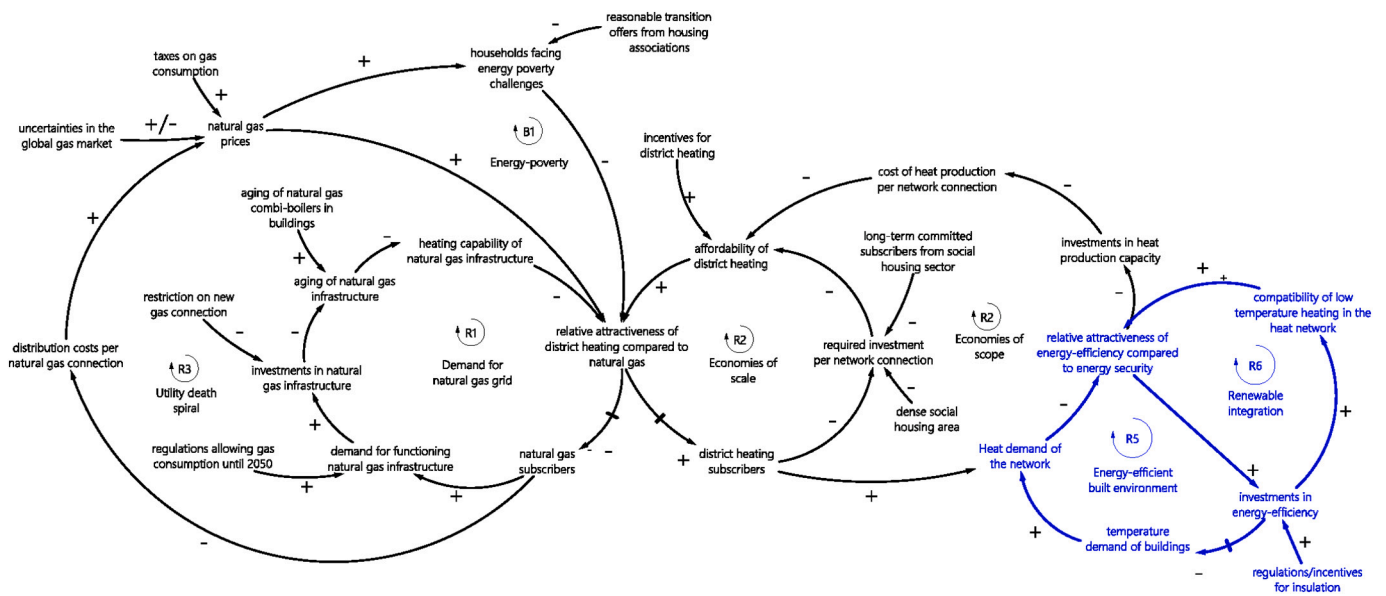 reasonable transition
offers from housing
associations
-
households facing
energy poverty
challenges
+
taxes on gas
consumption
+
uncertainties in the
global gas market
+/-
natural gas
prices
B1
Energy-poverty
-
+
incentives for
district heating
+
cost of heat production
per network connection
-
-
aging of natural gas
combi-boilers in
buildings
+
-
heating capability of
natural gas infrastructure
-
affordability of
district heating
+
-
long-term committed
subscribers from social
housing sector
-
investments in heat
production capacity
-
+
+
+
aging of natural gas
infrastructure
restriction on new
gas connection
-
-
compatibility of low
temperature heating in the
heat network
distribution costs per
natural gas connection
R3
Utility death
spiral
investments in natural
gas infrastructure
R1
Demand for
natural gas grid
relative attractiveness of
district heating compared to
natural gas
R2
Economies
of scale
required investment
per network connection
R2
Economies
of scope
relative attractiveness of
energy-efficiency compared
to energy security
R6
Renewable
integration
-
dense social
housing area
-
-
+
+
regulations allowing gas
consumption until 2050
+
demand for functioning
natural gas infrastructure
+
natural gas
subscribers
- -
+
district heating
subscribers
+
Heat demand of
the network
R5
Energy-efficient
built environment
+
investments in
energy-efficiency
+
temperature
demand of buildings
-
+
regulations/incentives
for insulation
-